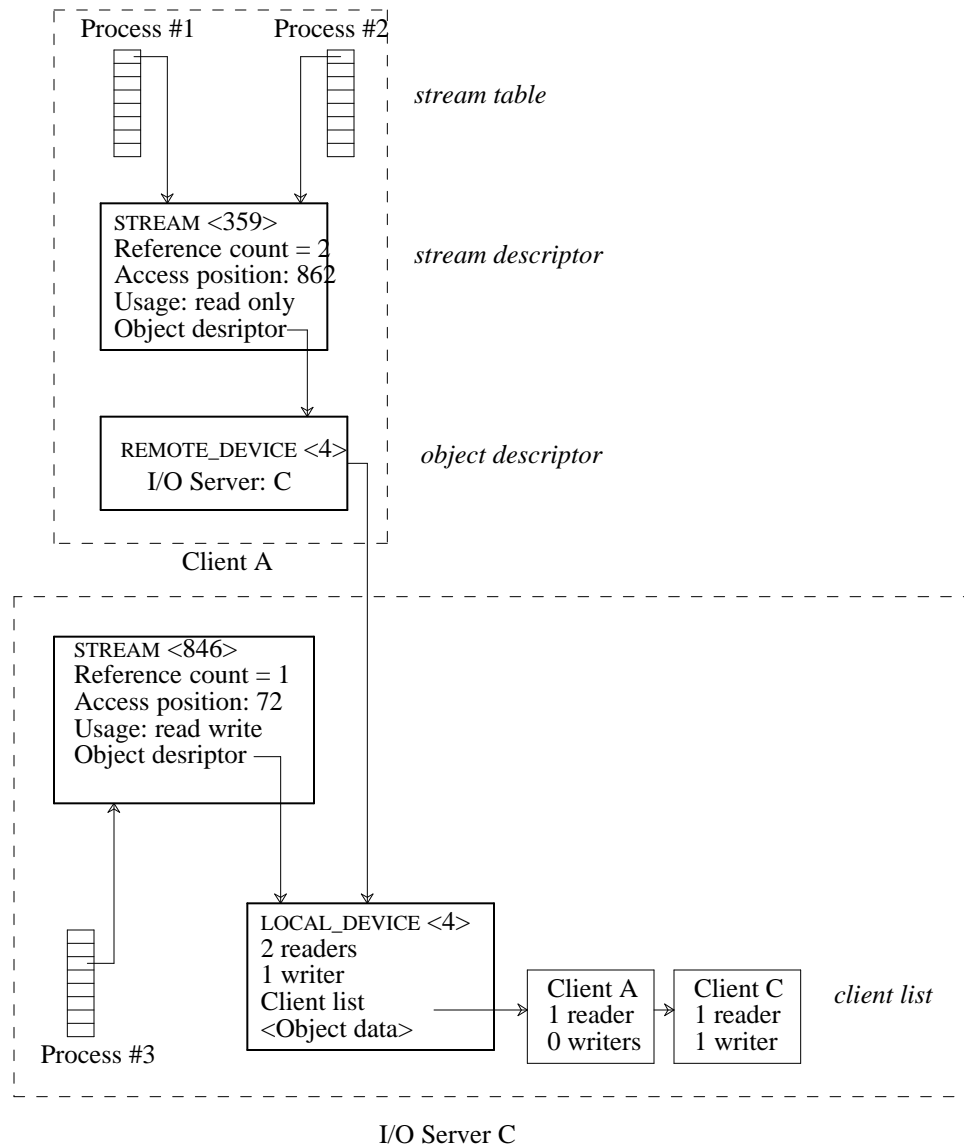 Process #1
Process #2
stream table
STREAM <359>
Reference count = 2
Access position: 862
Usage: read only
Object desriptor
stream descriptor
REMOTE_DEVICE <4>
I/O Server: C
object descriptor
Client A
STREAM <846>
Reference count = 1
Access position: 72
Usage: read write
Object desriptor
LOCAL_DEVICE <4>
2 readers
1 writer
Client list
<Object data>
Client A
1 reader
0 writers
Client C
1 reader
1 writer
client list
Process #3
I/O Server C